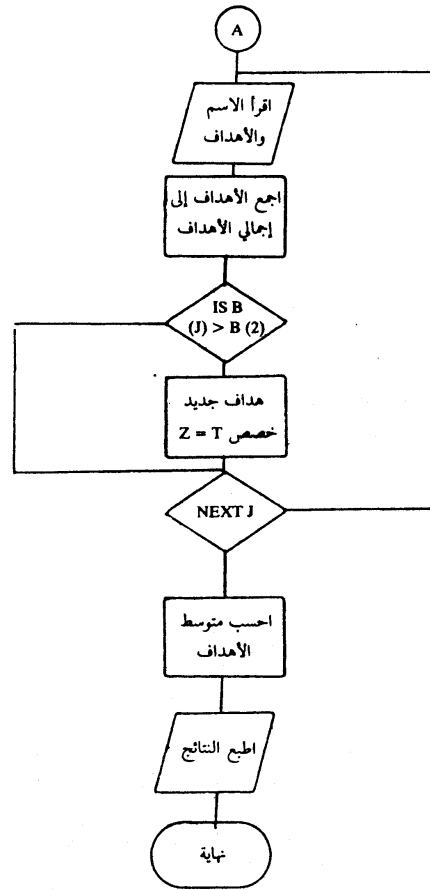 A
اقرأ الاسم
والأهداف
اجمع الأهداف إلى
إجمالي الأهداف
IS B
(J) > B (2)
هداف جديد
خصص Z = T
NEXT J
احسب متوسط
الأهداف
اطبع النتائج
نهاية